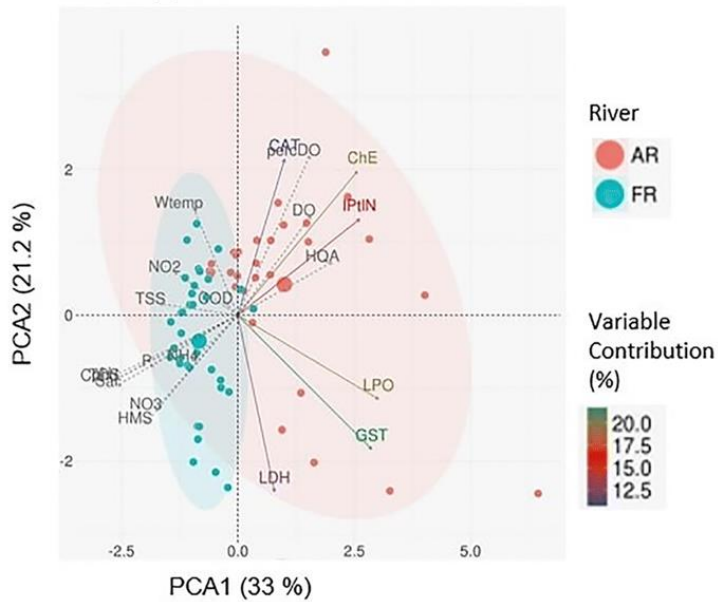 2
0
-2
-2.5
0.0
2.5
5.0
PCA2 (21.2 %)
PCA1 (33 %)
CAT
percDO
ChE
Wtemp
IPtIN
DO
HQA
NO2
TSS
COD
P
NH4
Sal
NO3
HMS
LPO
GST
LDH
River
AR
FR
Variable
Contribution
(%)
20.0
17.5
15.0
12.5